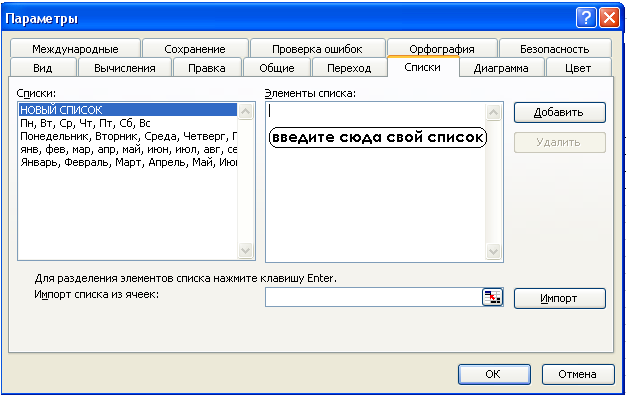 Параметры
Международные Сохранение Проверка ошибок Орфография Безопасность
Вид Вычисления Правка Общие Переход Списки Диаграмма Цвет
Списки: Элементы списка:
НОВЫЙ СПИСОК
Пн, Вт, Ср, Чт, Пт, Сб, Вс
Понедельник, Вторник, Среда, Четверг, П
янв, фев, мар, апр, май, июн, июл, авг, се
Январь, Февраль, Март, Апрель, Май, Июн
введите сюда свой список
Добавить
Удалить
Для разделения элементов списка нажмите клавишу Enter.
Импорт списка из ячеек:
Импорт
ОК Отмена